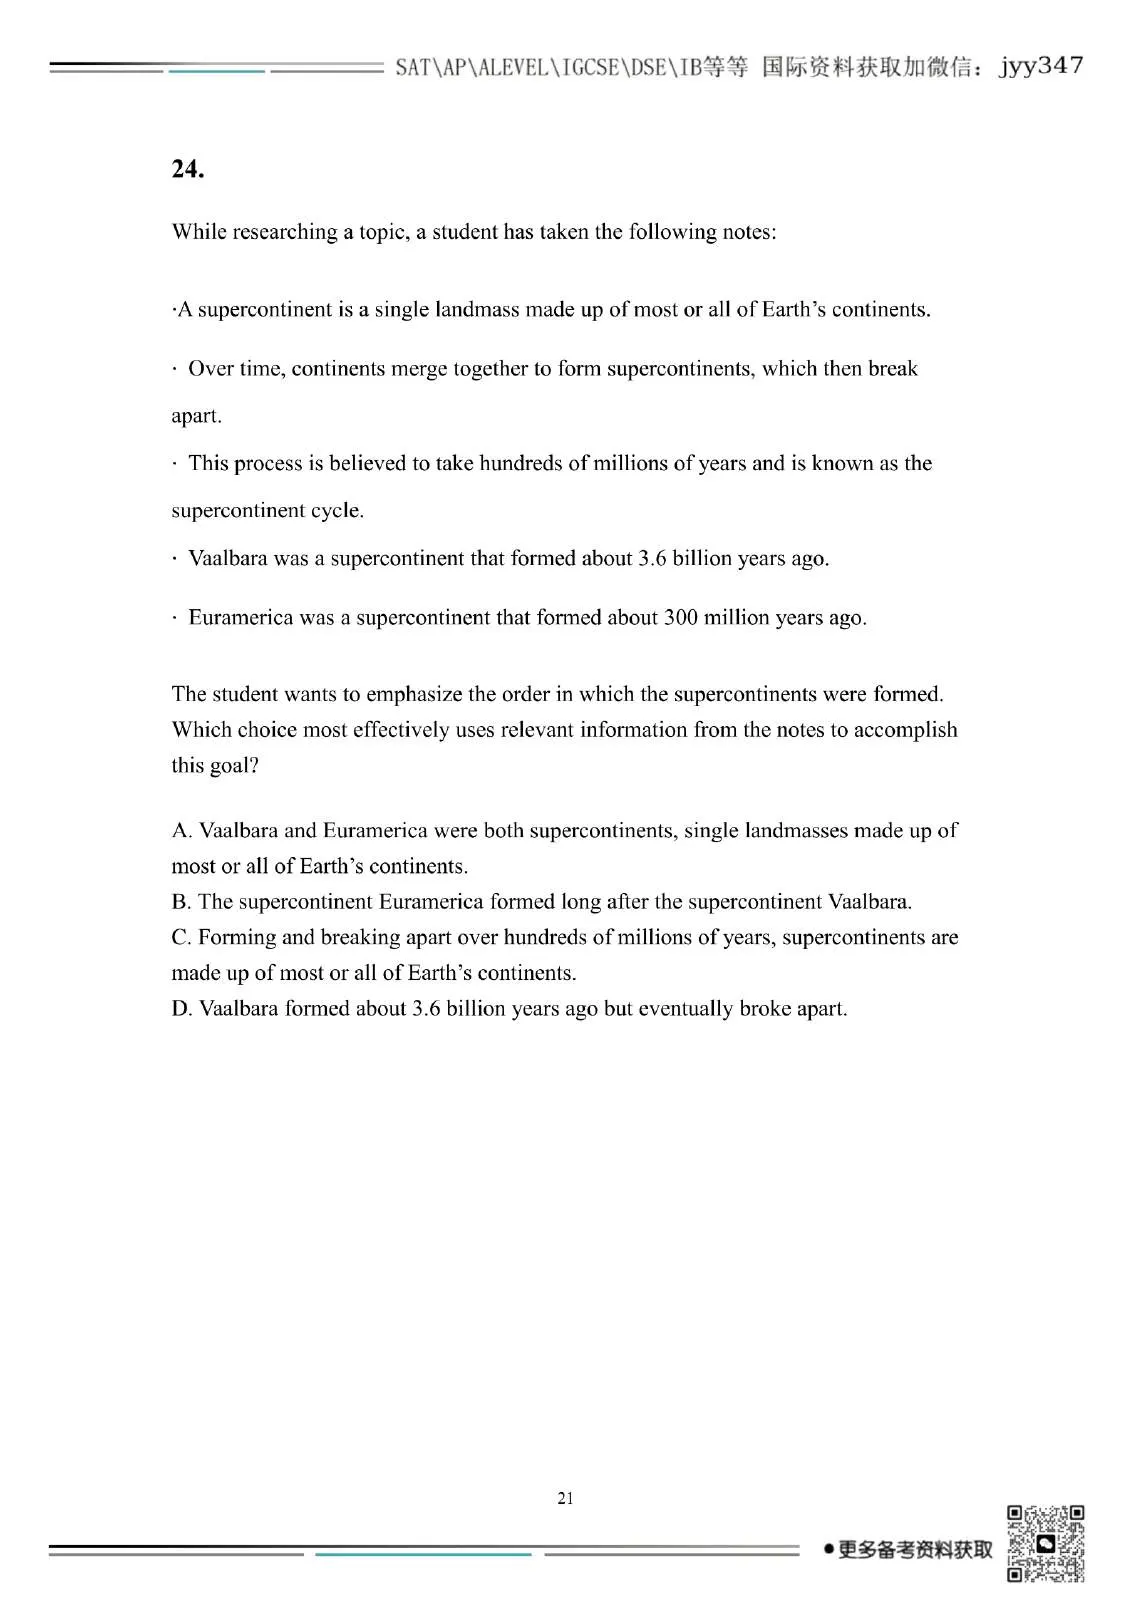 SAT\AP\ALEVEL\IGCSE\DSE\IB等等 国际资料获取加微信：jyy347
24.
While researching a topic, a student has taken the following notes:
·A supercontinent is a single landmass made up of most or all of Earth’s continents.
· Over time, continents merge together to form supercontinents, which then break
apart.
· This process is believed to take hundreds of millions of years and is known as the
supercontinent cycle.
· Vaalbara was a supercontinent that formed about 3.6 billion years ago.
· Euramerica was a supercontinent that formed about 300 million years ago.
The student wants to emphasize the order in which the supercontinents were formed.
Which choice most effectively uses relevant information from the notes to accomplish
this goal?
A. Vaalbara and Euramerica were both supercontinents, single landmasses made up of
most or all of Earth’s continents.
B. The supercontinent Euramerica formed long after the supercontinent Vaalbara.
C. Forming and breaking apart over hundreds of millions of years, supercontinents are
made up of most or all of Earth’s continents.
D. Vaalbara formed about 3.6 billion years ago but eventually broke apart.
21
●更多备考资料获取